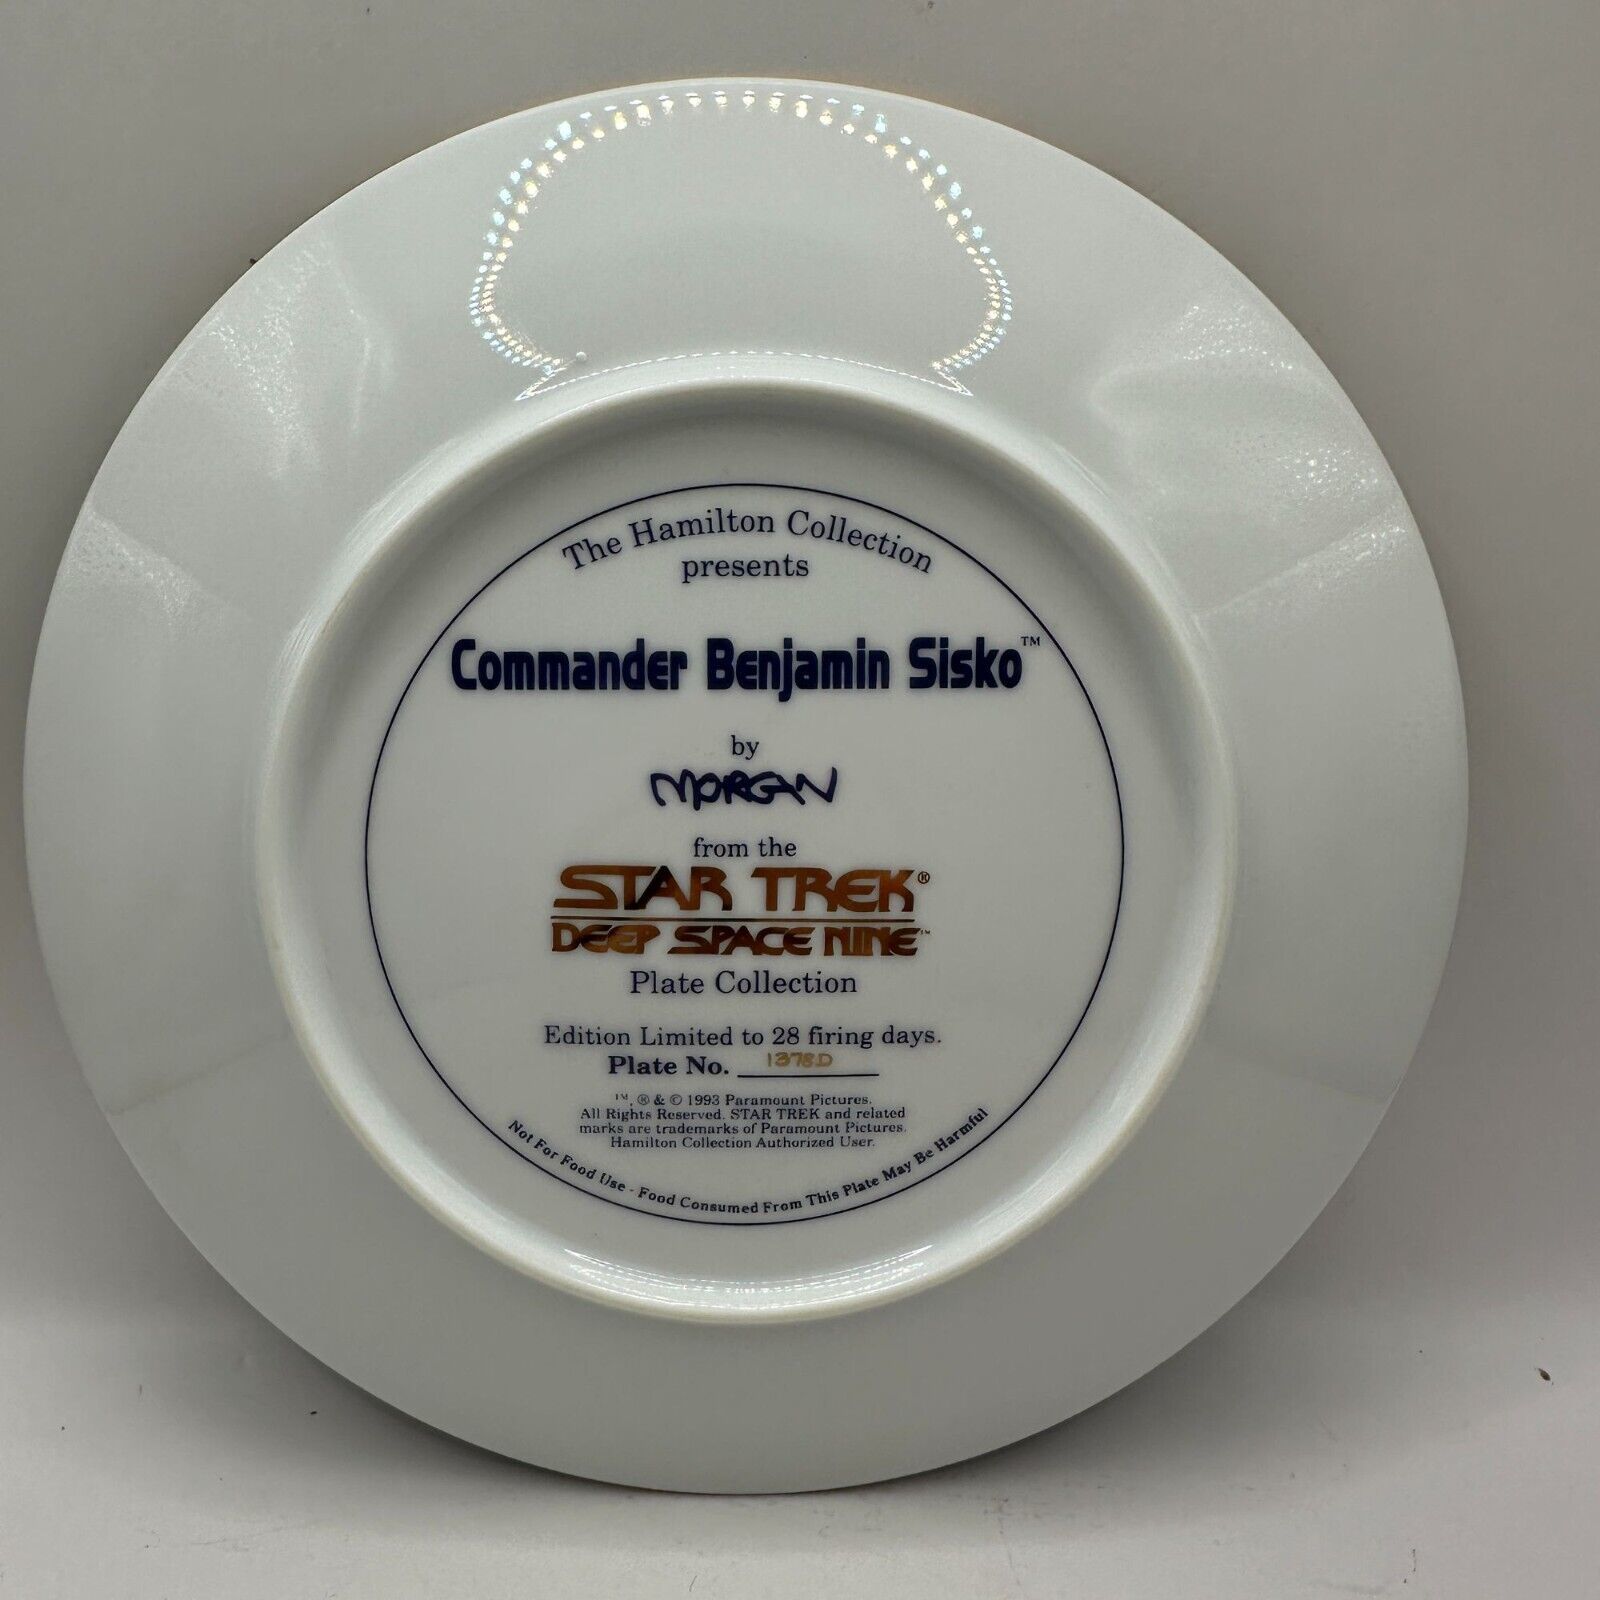 The Hamilton Collection
presents
Commander Benjamin Sisko™
by
MORGAN
from the
STAR TREK®
DEEP SPACE NINE™
Plate Collection
Edition Limited to 28 firing days.
Plate No. 1378D
™, ® & © 1993 Paramount Pictures.
All Rights Reserved. STAR TREK and related
marks are trademarks of Paramount Pictures.
Hamilton Collection Authorized User.
Not For Food Use - Food Consumed From This Plate May Be Harmful